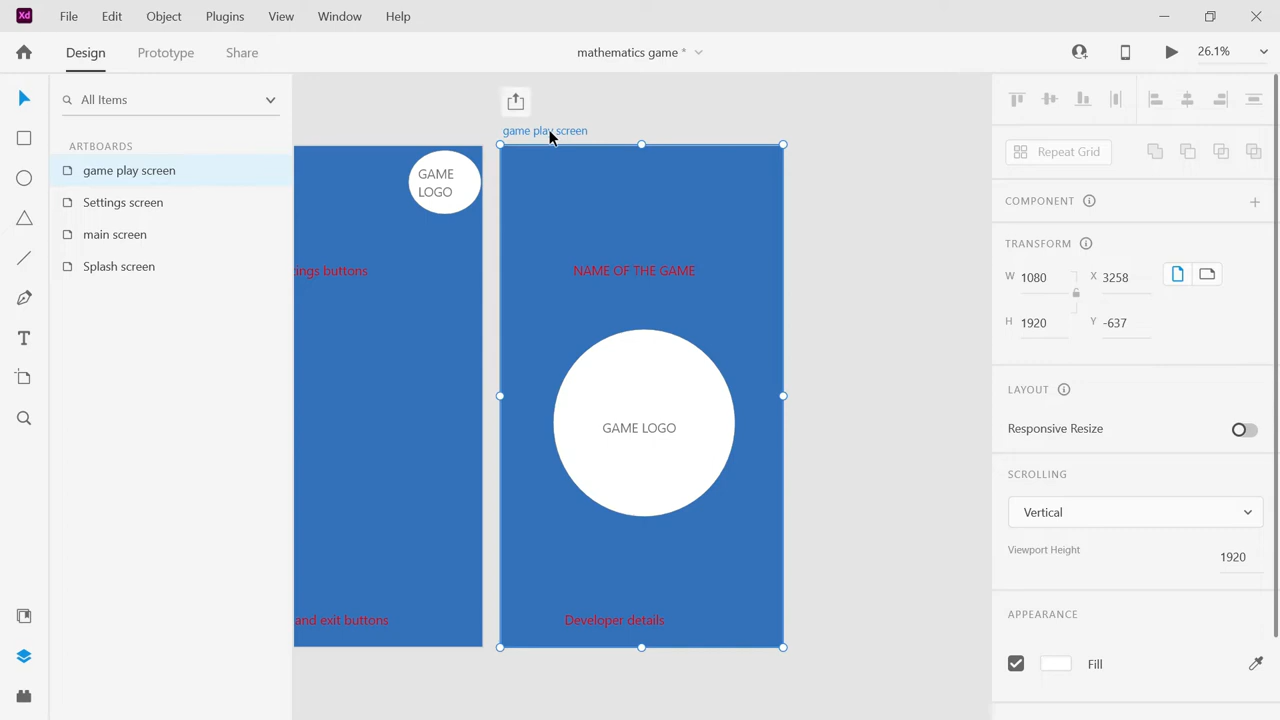 File Edit Object Plugins View Window Help
Design Prototype Share
mathematics game *
26.1%
All Items
ARTBOARDS
game play screen
Settings screen
main screen
Splash screen
game play screen
GAME
LOGO
ings buttons
and exit buttons
NAME OF THE GAME
GAME LOGO
Developer details
Repeat Grid
COMPONENT
TRANSFORM
W 1080 X 3258
H 1920 Y -637
LAYOUT
Responsive Resize
SCROLLING
Vertical
Viewport Height
1920
APPEARANCE
Fill